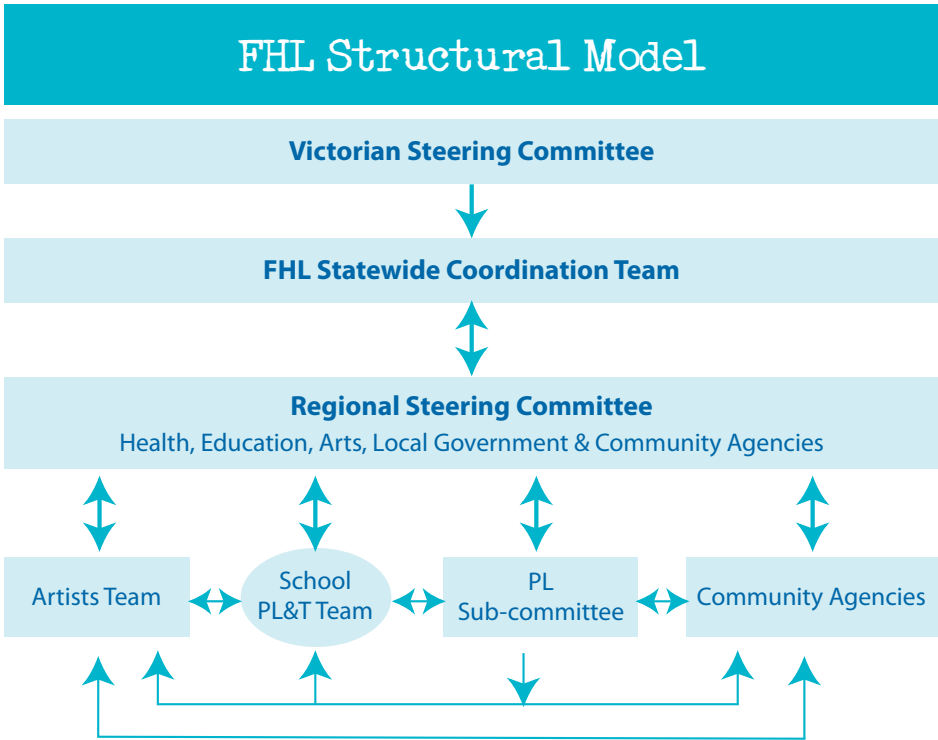 FHL Structural Model
Victorian Steering Committee
FHL Statewide Coordination Team
Regional Steering Committee
Health, Education, Arts, Local Government & Community Agencies
Artists Team
School
PL&T Team
PL
Sub-committee
Community Agencies